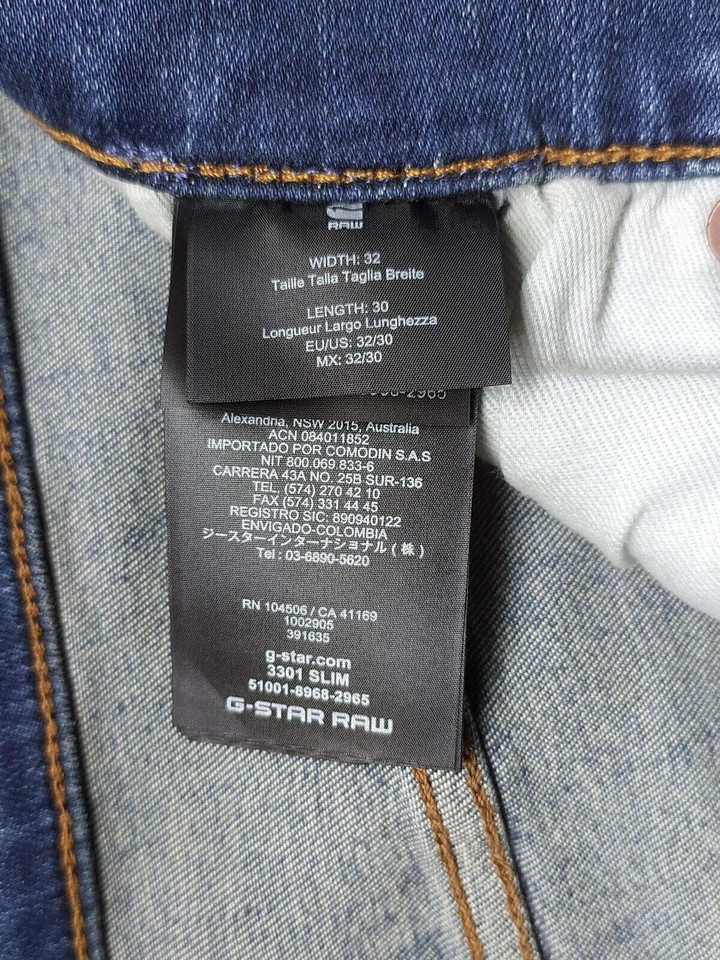 RAW
WIDTH: 32
Taille Talla Taglia Breite
LENGTH: 30
Longueur Largo Lunghezza
EU/US: 32/30
MX: 32/30
Alexandria, NSW 2015, Australia
ACN 084011852
IMPORTADO POR COMODIN S.A.S
NIT 800.069.833-6
CARRERA 43A NO. 25B SUR-136
TEL (574) 270 42 10
FAX (574) 331 44 45
REGISTRO SIC: 890940122
ENVIGADO-COLOMBIA
ジースターインターナショナル(株)
Tel : 03-6890-5620
RN 104506 / CA 41169
1002905
391635
g-star.com
3301 SLIM
51001-8968-2965
G-STAR RAW